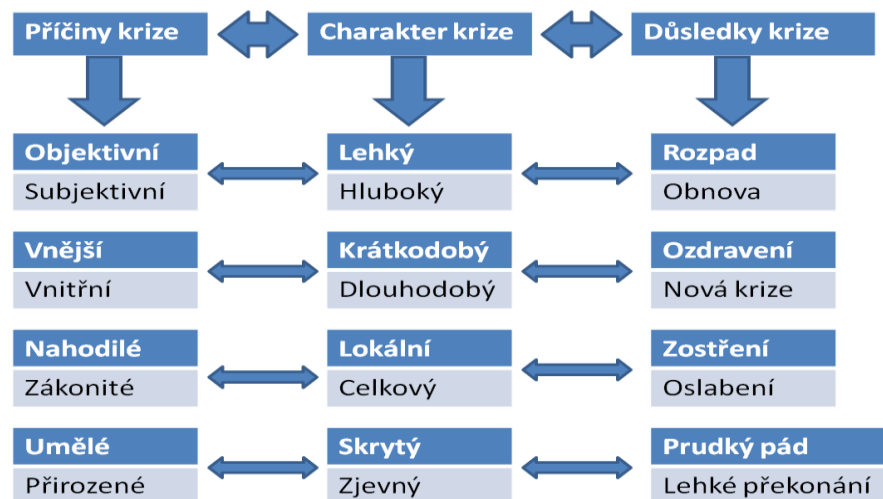 Příčiny krize
Charakter krize
Důsledky krize
Objektivní
Subjektivní
Lehký
Hluboký
Rozpad
Obnova
Vnější
Vnitřní
Krátkodobý
Dlouhodobý
Ozdravení
Nová krize
Nahodilé
Zákonité
Lokální
Celkový
Zostření
Oslabení
Umělé
Přirozené
Skrytý
Zjevný
Prudký pád
Lehké překonání